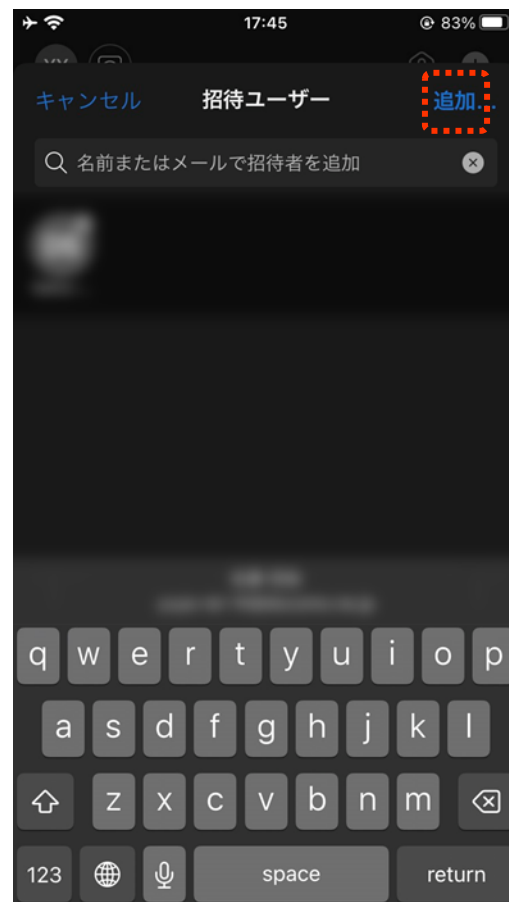 17:45
83%
キャンセル
招待ユーザー
追加...
名前またはメールで招待者を追加
q w e r t y u i o p
a s d f g h j k l
z x c v b n m
123 space return